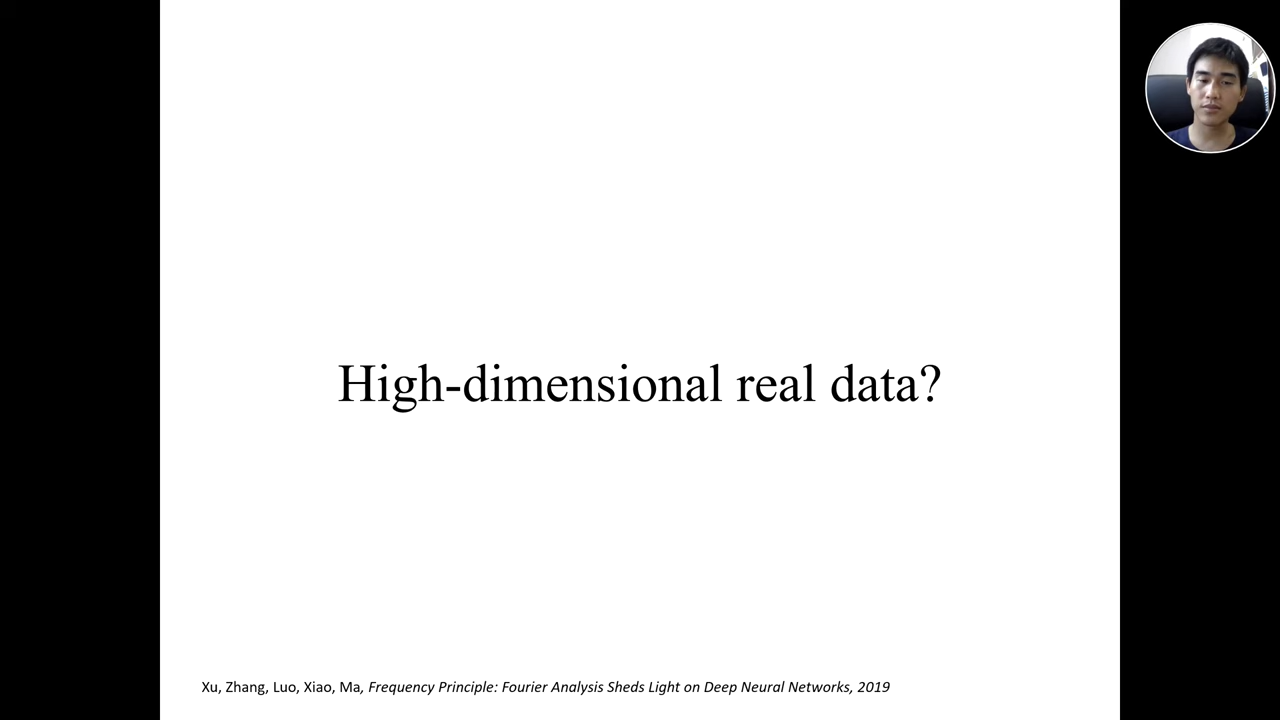 High-dimensional real data?
Xu, Zhang, Luo, Xiao, Ma, Frequency Principle: Fourier Analysis Sheds Light on Deep Neural Networks, 2019